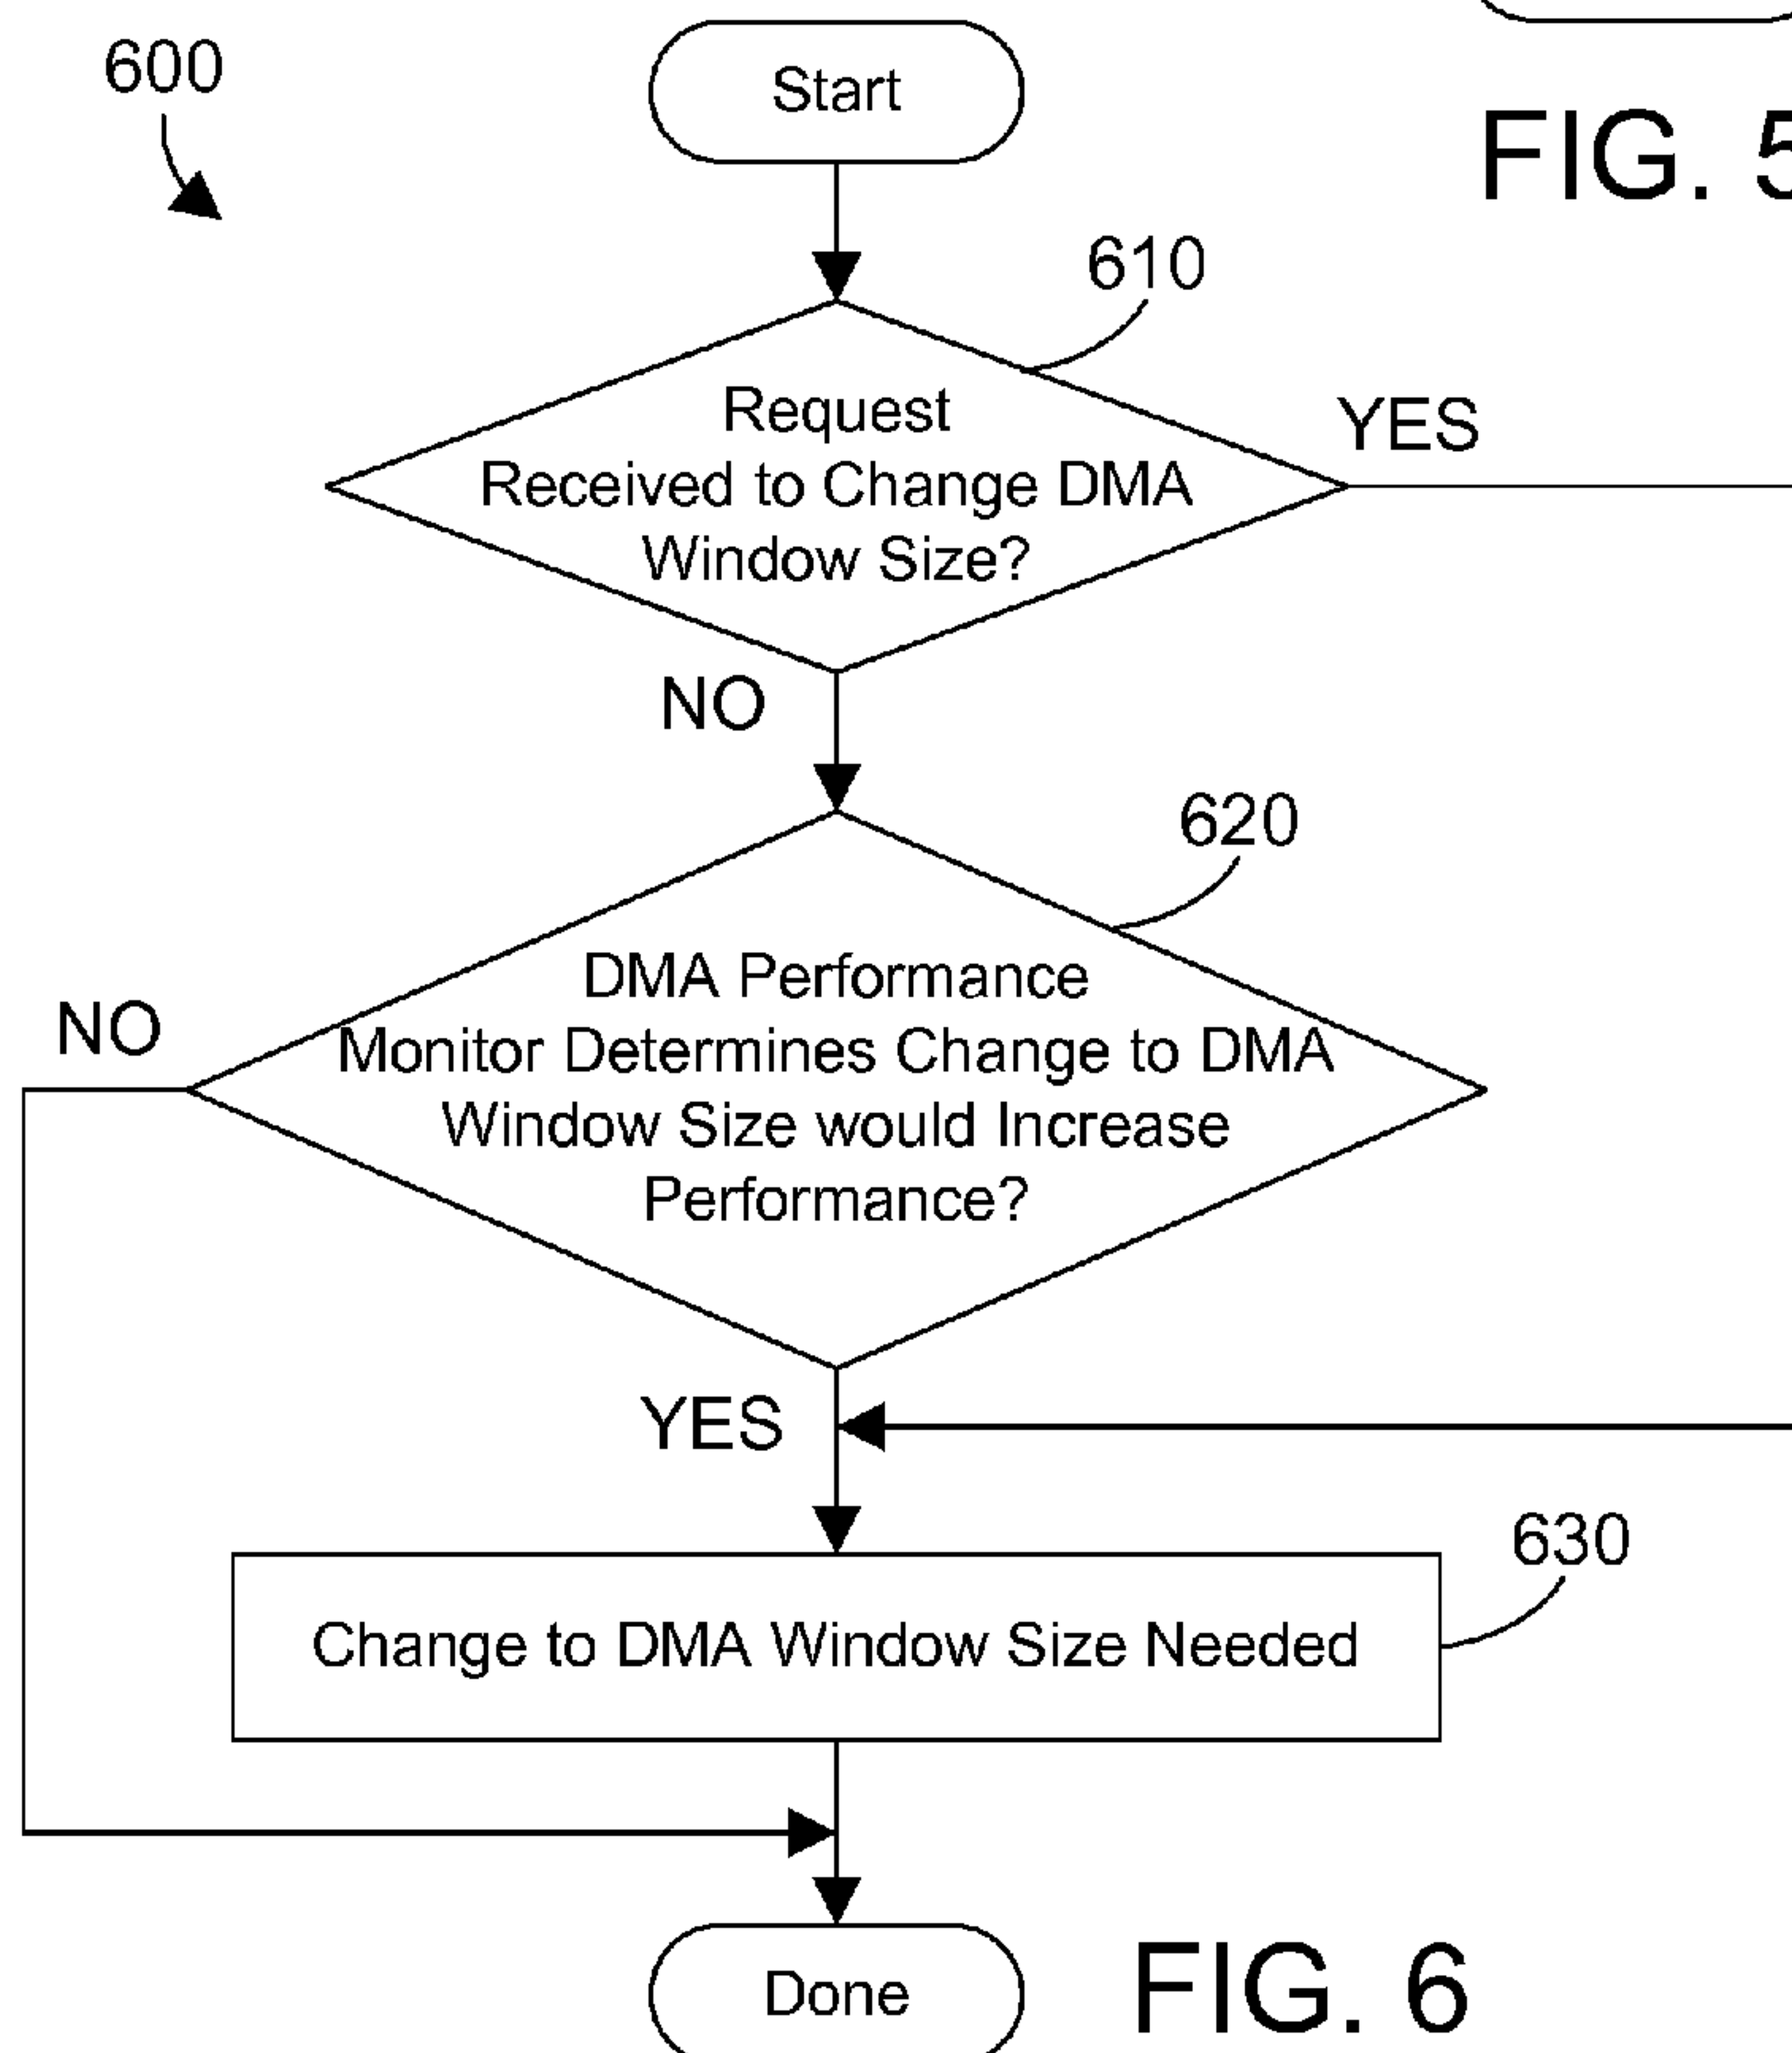 600
Start
FIG. 5
610
Request
Received to Change DMA
Window Size?
YES
NO
620
DMA Performance
Monitor Determines Change to DMA
Window Size would Increase
Performance?
NO
YES
630
Change to DMA Window Size Needed
Done
FIG. 6